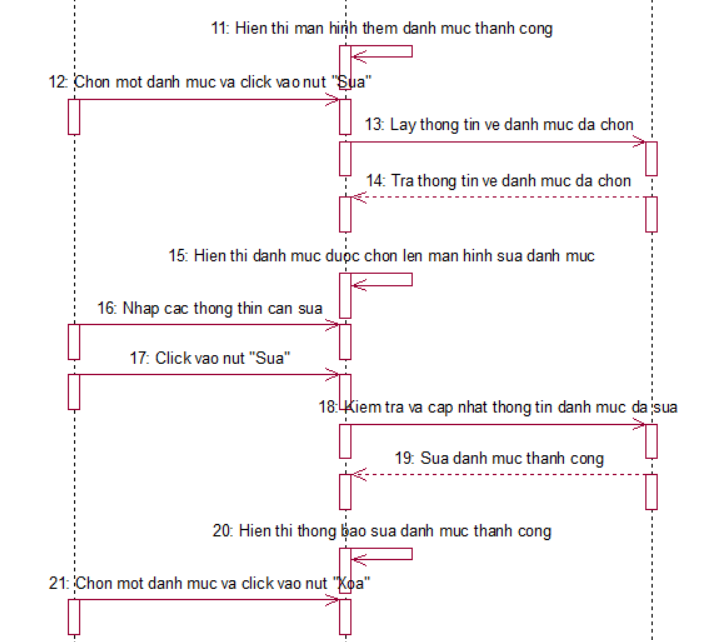 11: Hien thi man hinh them danh muc thanh cong
12: Chon mot danh muc va click vao nut "Sua"
13: Lay thong tin ve danh muc da chon
14: Tra thong tin ve danh muc da chon
15: Hien thi danh muc duoc chon len man hinh sua danh muc
16: Nhap cac thong thin can sua
17: Click vao nut "Sua"
18: Kiem tra va cap nhat thong tin danh muc da sua
19: Sua danh muc thanh cong
20: Hien thi thong bao sua danh muc thanh cong
21: Chon mot danh muc va click vao nut "Xoa"